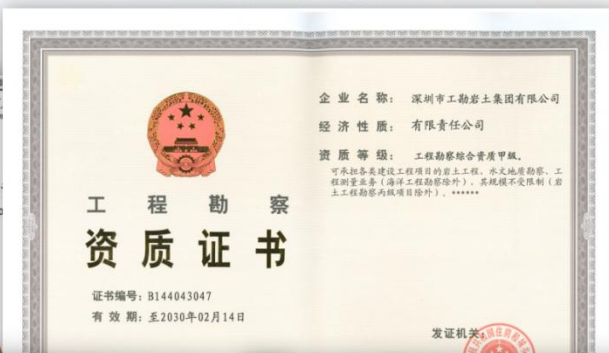 工程勘察
资质证书
证书编号：B144043047
有 效 期：至2030年02月14日
企 业 名 称： 深圳市工勘岩土集团有限公司
经 济 性 质： 有限责任公司
资 质 等 级： 工程勘察综合资质甲级。
可承担各类建设工程项目的岩土工程、水文地质勘察、工
程测量业务（海洋工程勘察除外），其规模不受限制（岩
土工程勘察丙级项目除外）。******
发证机关：